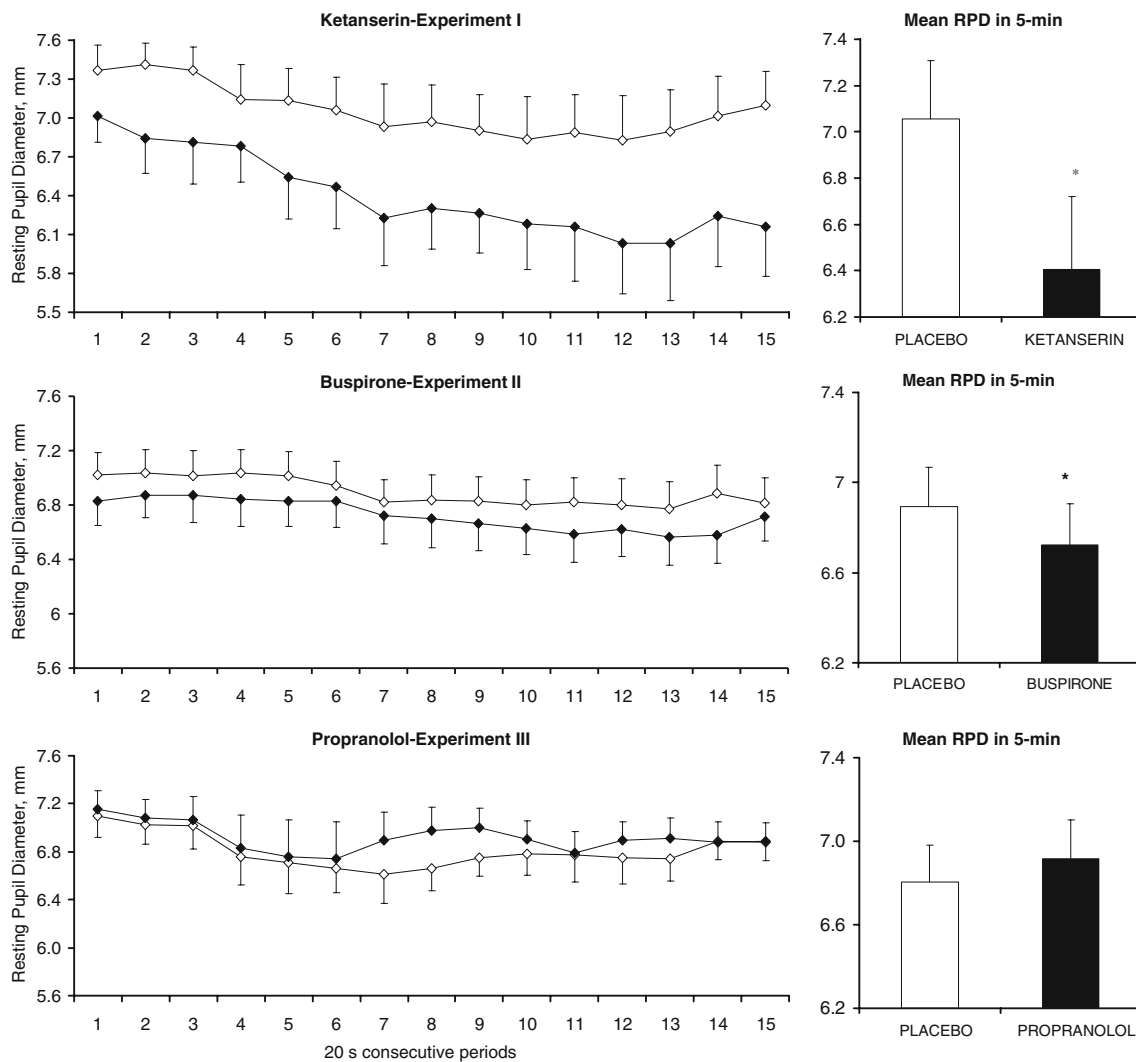 Ketanserin-Experiment I
Mean RPD in 5-min
Resting Pupil Diameter, mm
7.6
7.3
7.0
6.7
6.4
6.1
5.8
5.5
1 2 3 4 5 6 7 8 9 10 11 12 13 14 15
7.4
7.2
7.0
6.8
6.6
6.4
6.2
*
PLACEBO KETANSERIN
Buspirone-Experiment II
Mean RPD in 5-min
Resting Pupil Diameter, mm
7.6
7.2
6.8
6.4
6
5.6
1 2 3 4 5 6 7 8 9 10 11 12 13 14 15
7.4
7
6.6
6.2
*
PLACEBO BUSPIRONE
Propranolol-Experiment III
Mean RPD in 5-min
Resting Pupil Diameter, mm
7.6
7.2
6.8
6.4
6.0
5.6
1 2 3 4 5 6 7 8 9 10 11 12 13 14 15
20 s consecutive periods
7.4
7.0
6.6
6.2
PLACEBO PROPRANOLOL